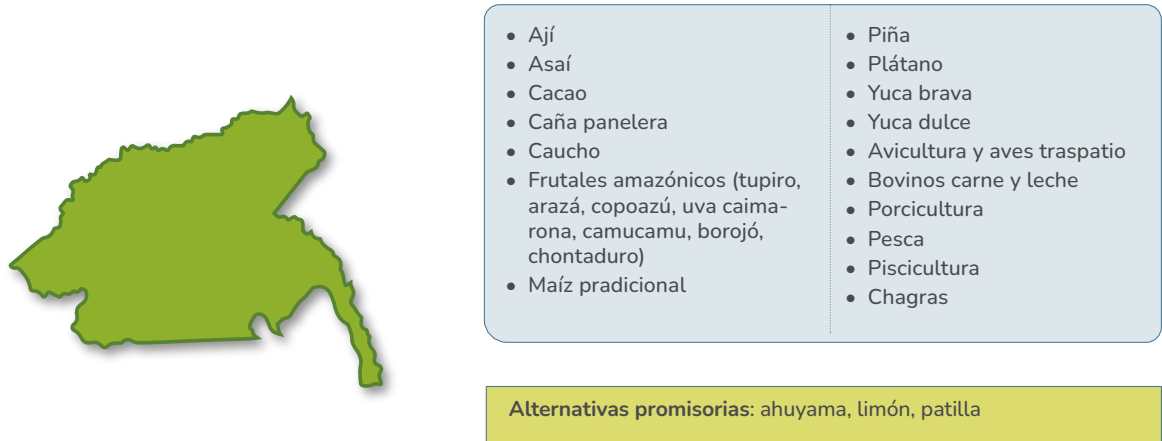 • Ají
• Asaí
• Cacao
• Caña panelera
• Caucho
• Frutales amazónicos (tupiro,
arazá, copoazú, uva caima-
rona, camucamu, borojó,
chontaduro)
• Maíz pradicional
• Piña
• Plátano
• Yuca brava
• Yuca dulce
• Avicultura y aves traspatio
• Bovinos carne y leche
• Porcicultura
• Pesca
• Piscicultura
• Chagras
Alternativas promisorias: ahuyama, limón, patilla